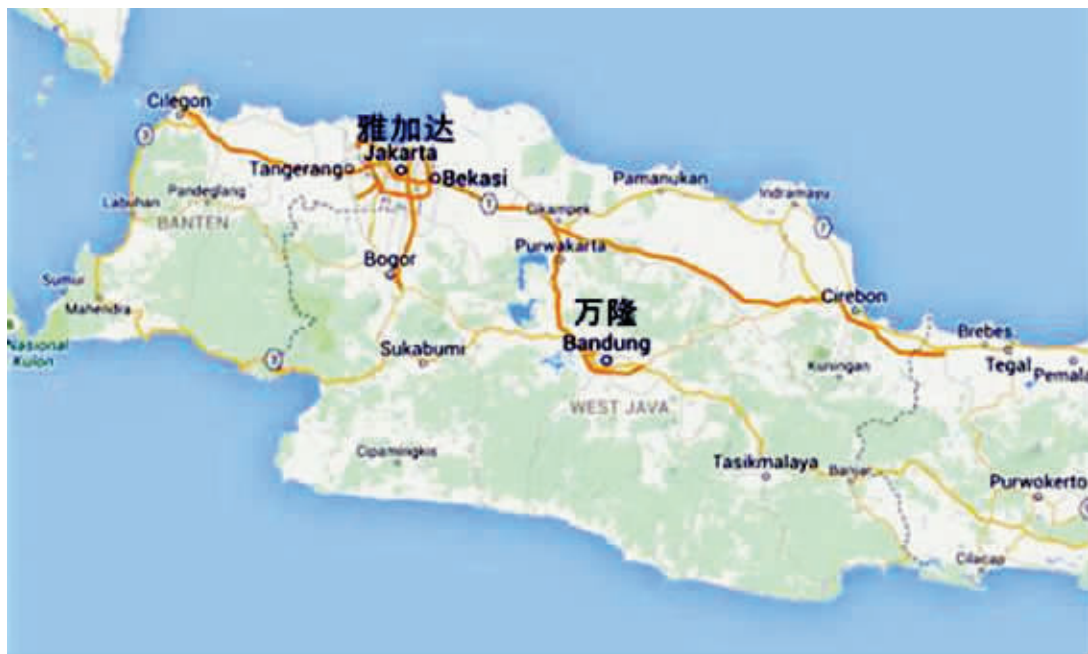 Cilegon
雅加达
Jakarta
Tangerang
Bekasi
Pamanukan
Indramayu
Labuhan
Pandeglang
BANTEN
Cikampek
Purwakarta
Bogor
Sumur
Mahendra
Nasional
Kulon
万隆
Bandung
Sukabumi
Cirebon
Brebes
Tegal
Pemala
Kuningan
WEST JAVA
Cipamingkis
Tasikmalaya
Banjar
Purwokerto
Cilacap